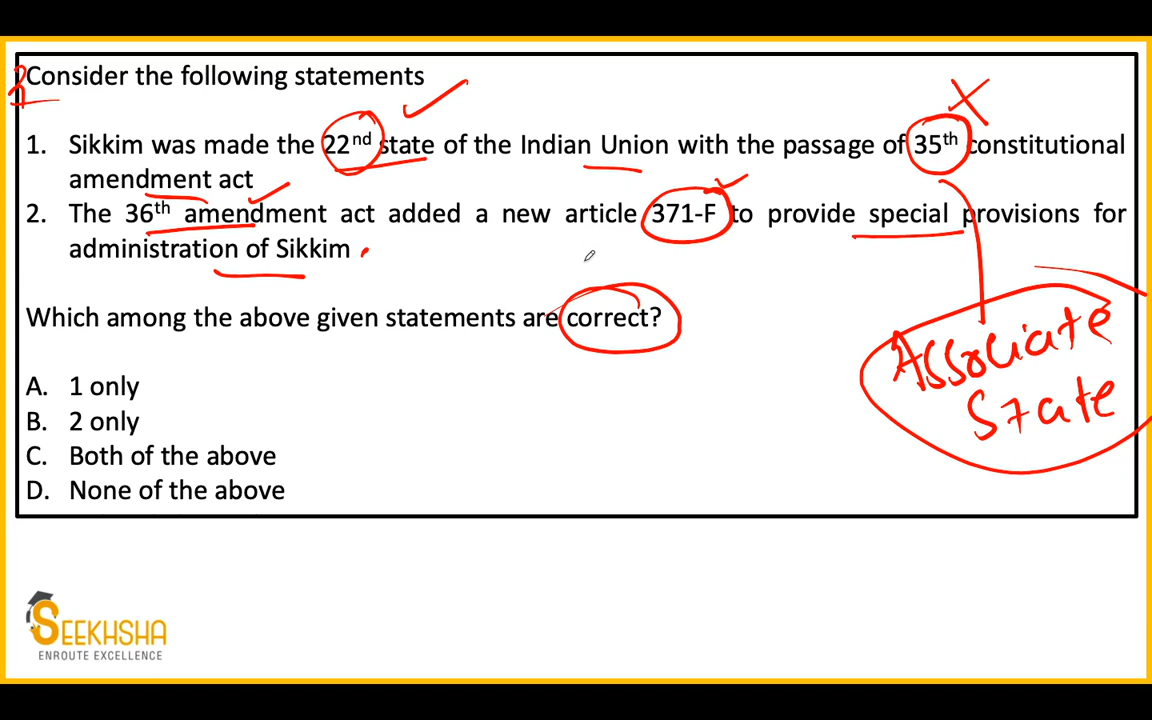 3
Consider the following statements
1. Sikkim was made the 22nd state of the Indian Union with the passage of 35th constitutional
amendment act
2. The 36th amendment act added a new article 371-F to provide special provisions for
administration of Sikkim
Which among the above given statements are correct?
A. 1 only
B. 2 only
C. Both of the above
D. None of the above
Associate
State
SEEKHSHA
ENROUTE EXCELLENCE